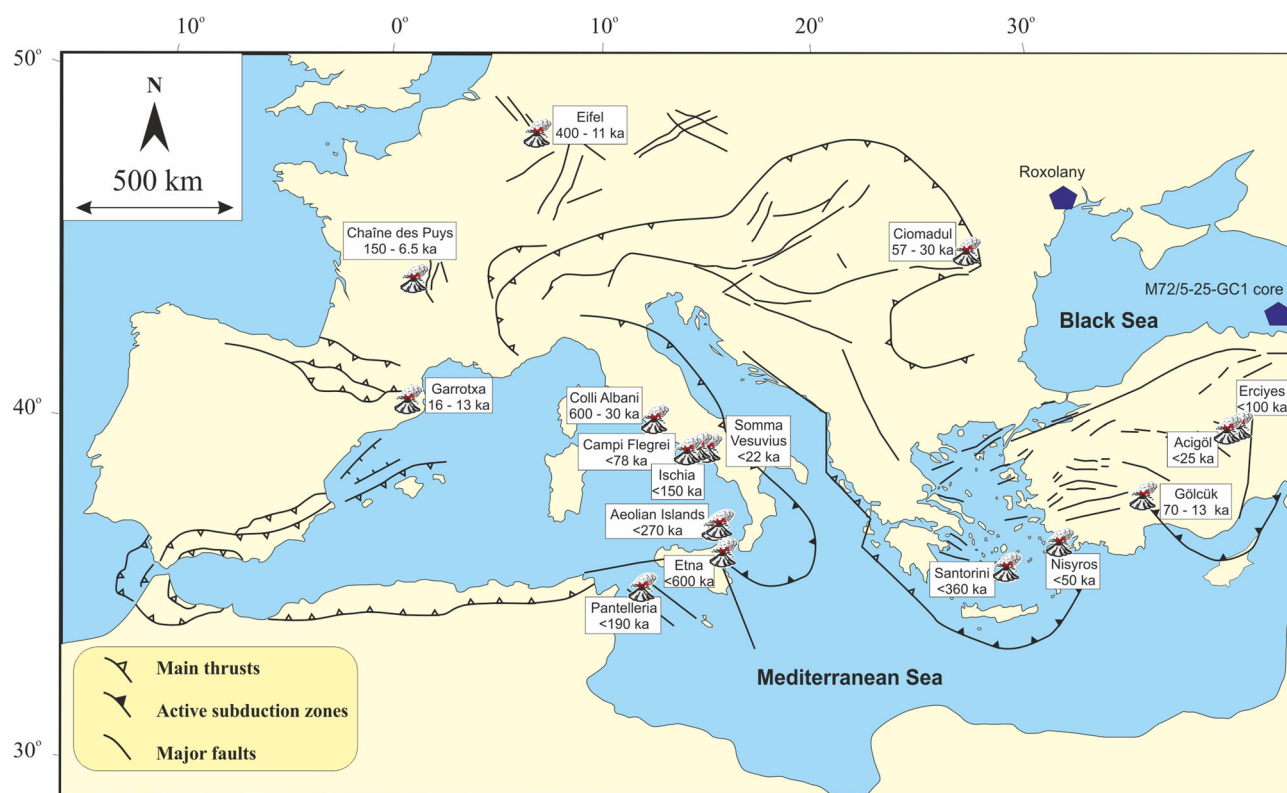 10° 0° 10° 20° 30°
50°
N
500 km
Eifel
400 - 11 ka
Roxolany
Chaîne des Puys
150 - 6.5 ka
Ciomadul
57 - 30 ka
M72/5-25-GC1 core
Black Sea
Garrotxa
16 - 13 ka
40°
Colli Albani
600 - 30 ka
Erciyes
<100 ka
Somma
Vesuvius
<22 ka
Campi Flegrei
<78 ka
Acigöl
<25 ka
Ischia
<150 ka
Gölcük
70 - 13 ka
Aeolian Islands
<270 ka
Etna
<600 ka
Santorini
<360 ka
Nisyros
<50 ka
Pantelleria
<190 ka
Mediterranean Sea
Main thrusts
Active subduction zones
Major faults
30°